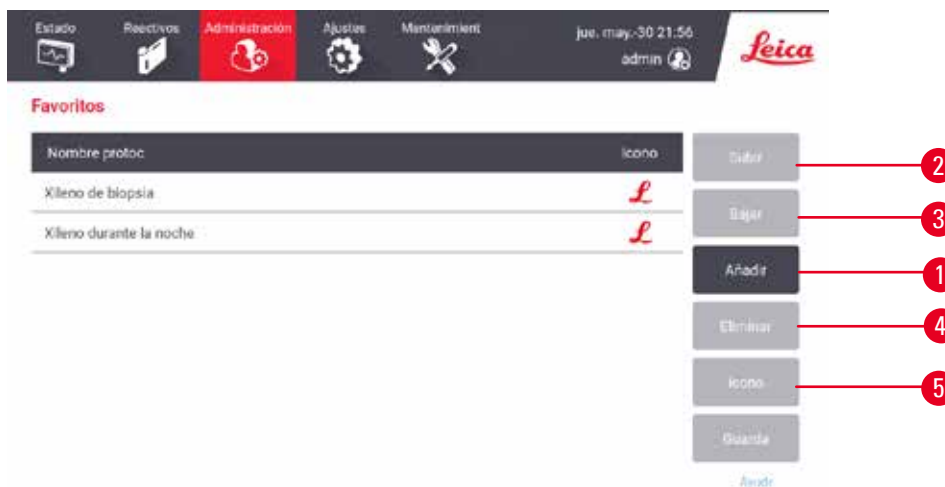 Estado Reactivos Administración Ajustes Mantenimient jue. may.-30 21:56
admin
Leica
Favoritos
Nombre protoc Icono
Xileno de biopsia
Xileno durante la noche
Subir 2
Bajar 3
Añadir 1
Eliminar 4
Icono 5
Guarda
Ayudr